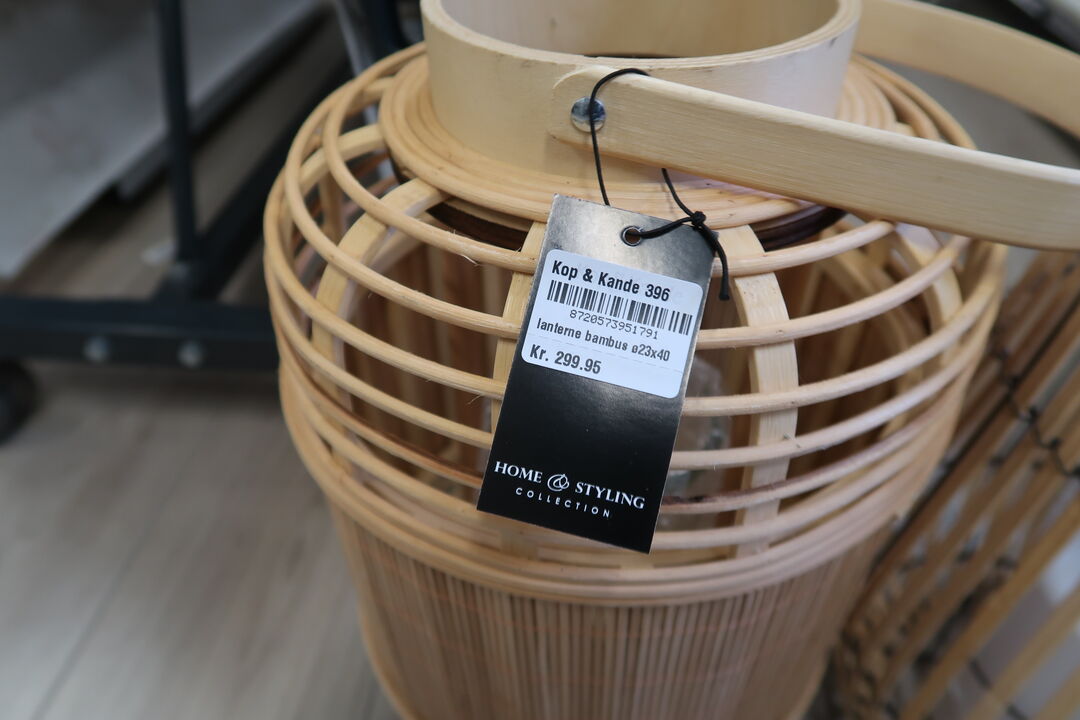 Kop & Kande 396
8720573951791
lanterne bambus ø23x40
Kr. 299.95
HOME & STYLING
COLLECTION